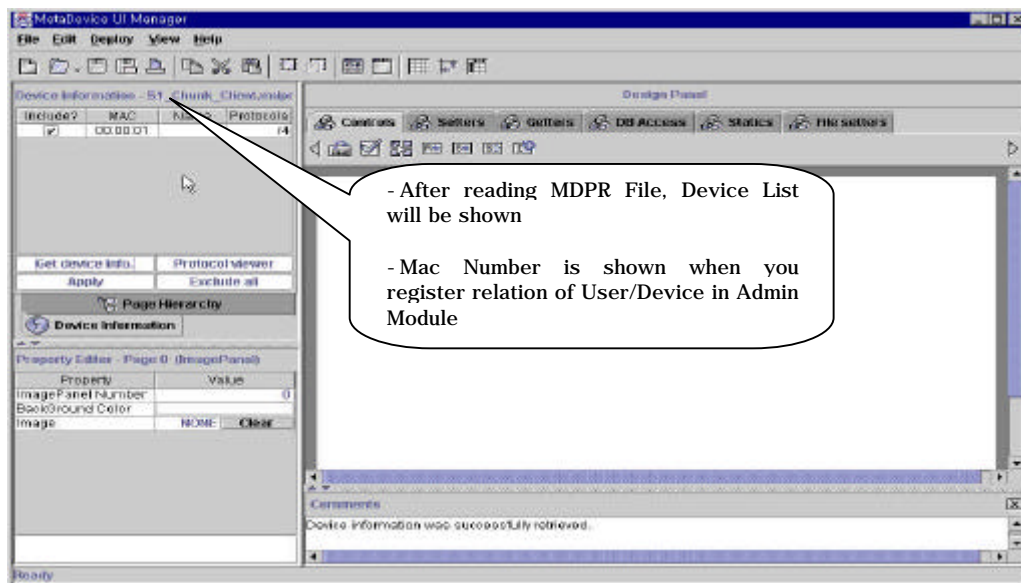 MetaDevice UI Manager
File Edit Deploy View Help
Device Information - S1_Chunk_Client.mdpr
Include? MAC Name Protocols
00:00:01 14
Get device info. Protocol viewer
Apply Exclude all
Page Hierarchy
Device Information
Property Editor - Page 0 (ImagePanel)
Property Value
ImagePanel Number 0
BackGround Color
Image NONE Clear
Design Panel
Controls Setters Getters DB Access Statics File setters
- After reading MDPR File, Device List
will be shown
- Mac Number is shown when you
register relation of User/Device in Admin
Module
Comments
Device information was successfully retrieved.
Ready